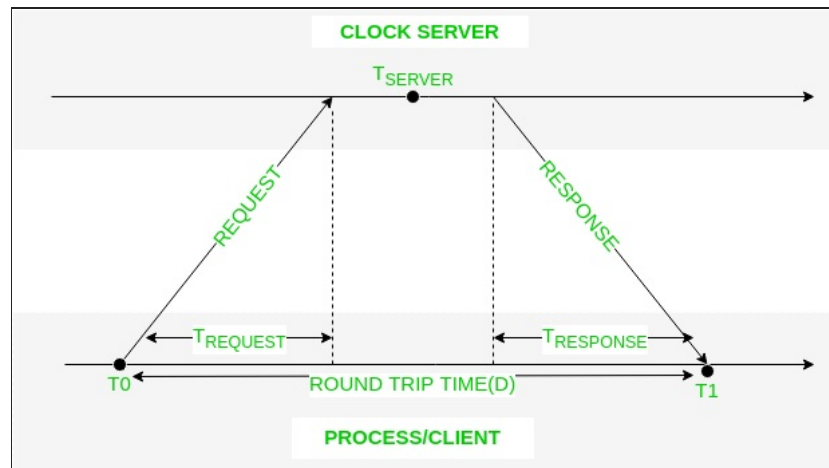 CLOCK SERVER
TSERVER
REQUEST
RESPONSE
TREQUEST
TRESPONSE
T0
ROUND TRIP TIME(D)
T1
PROCESS/CLIENT